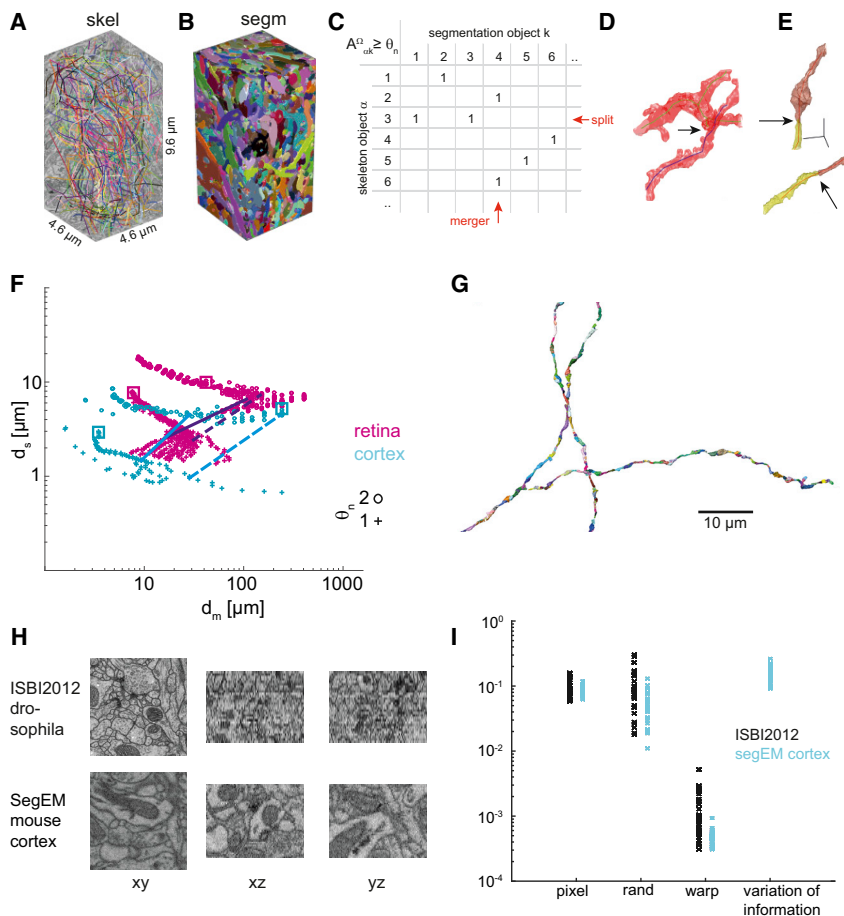 A
skel
9.6 µm
4.6 µm
4.6 µm
B
segm
C
segmentation object k
A^Ω_αk ≥ θ_n
1 2 3 4 5 6 ..
skeleton object α
1 1
2 1
3 1 1
split
4 1
5 1
6 1
..
merger
D
E
F
d_s [µm]
10
1
10 100 1000
d_m [µm]
retina
cortex
θ_n 2 o
1 +
G
10 µm
H
ISBI2012
dro-
sophila
SegEM
mouse
cortex
xy xz yz
I
10^0
10^-1
10^-2
10^-3
10^-4
ISBI2012
segEM cortex
pixel rand warp variation of
information